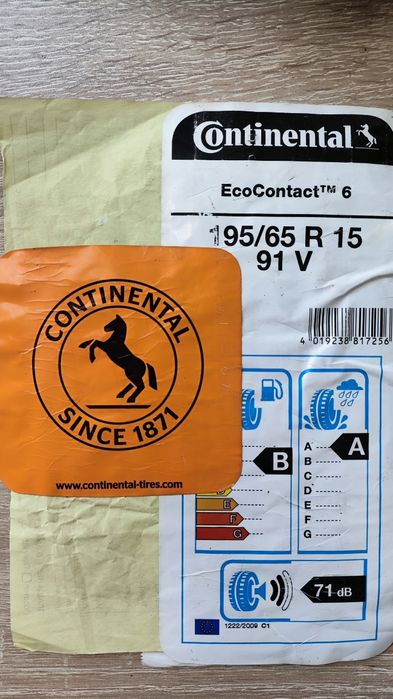 Continental
EcoContact™ 6
195/65 R 15
91 V
4 019238 817256
CONTINENTAL
SINCE 1871
www.continental-tires.com
B
A
A
B
C
D
E
F
G
E
F
G
71 dB
1222/2009 C1